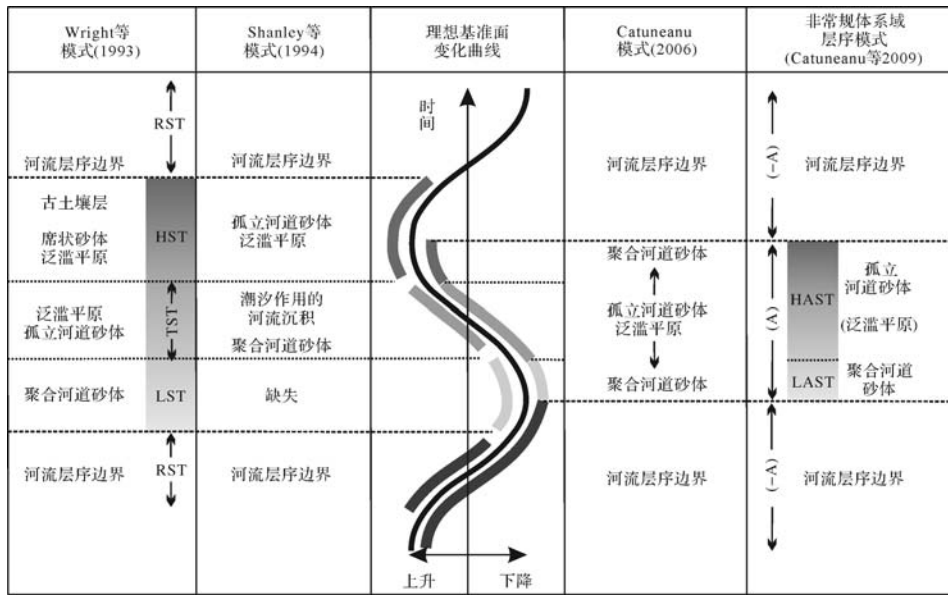 Wright等
模式(1993)
Shanley等
模式(1994)
理想基准面
变化曲线
Catuneanu
模式(2006)
非常规体系域
层序模式
(Catuneanu等2009)
RST
河流层序边界
古土壤层
席状砂体
泛滥平原
HST
泛滥平原
孤立河道砂体
TST
聚合河道砂体
LST
RST
河流层序边界
河流层序边界
孤立河道砂体
泛滥平原
潮汐作用的
河流沉积
聚合河道砂体
缺失
河流层序边界
时
间
上升
下降
河流层序边界
聚合河道砂体
孤立河道砂体
泛滥平原
聚合河道砂体
河流层序边界
(-A)
河流层序边界
(A)
HAST
孤立
河道砂体
(泛滥平原)
LAST
聚合河道
砂体
(-A)
河流层序边界